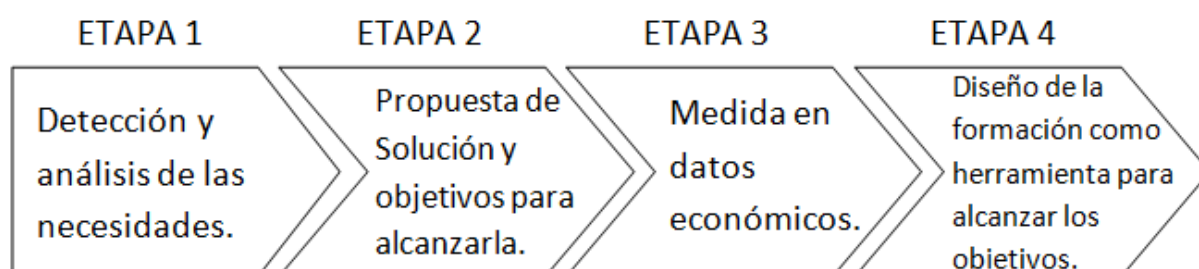 ETAPA 1
Detección y
análisis de las
necesidades.
ETAPA 2
Propuesta de
Solución y
objetivos para
alcanzarla.
ETAPA 3
Medida en
datos
económicos.
ETAPA 4
Diseño de la
formación como
herramienta para
alcanzar los
objetivos.